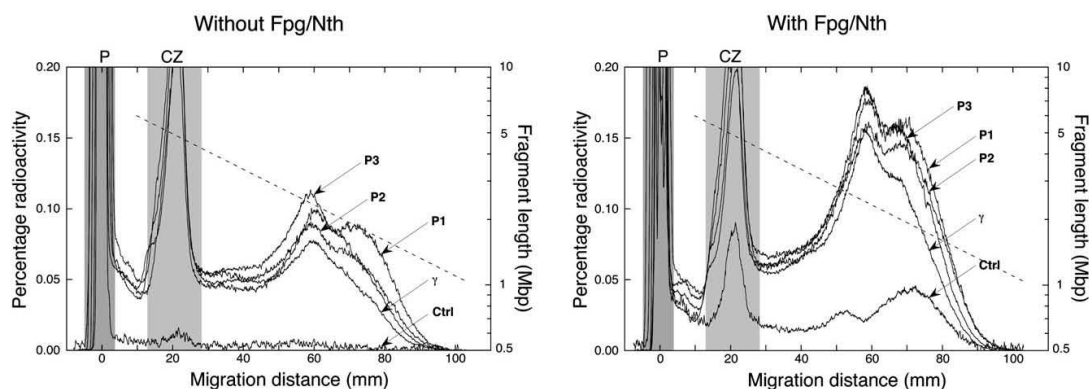 Without Fpg/Nth
P
CZ
0.20
0.15
0.10
0.05
0.00
Percentage radioactivity
10
5
1
0.5
Fragment length (Mbp)
P3
P2
P1
γ
Ctrl
0
20
40
60
80
100
Migration distance (mm)
With Fpg/Nth
P
CZ
0.20
0.15
0.10
0.05
0.00
Percentage radioactivity
10
5
1
0.5
Fragment length (Mbp)
P3
P1
P2
γ
Ctrl
0
20
40
60
80
100
Migration distance (mm)